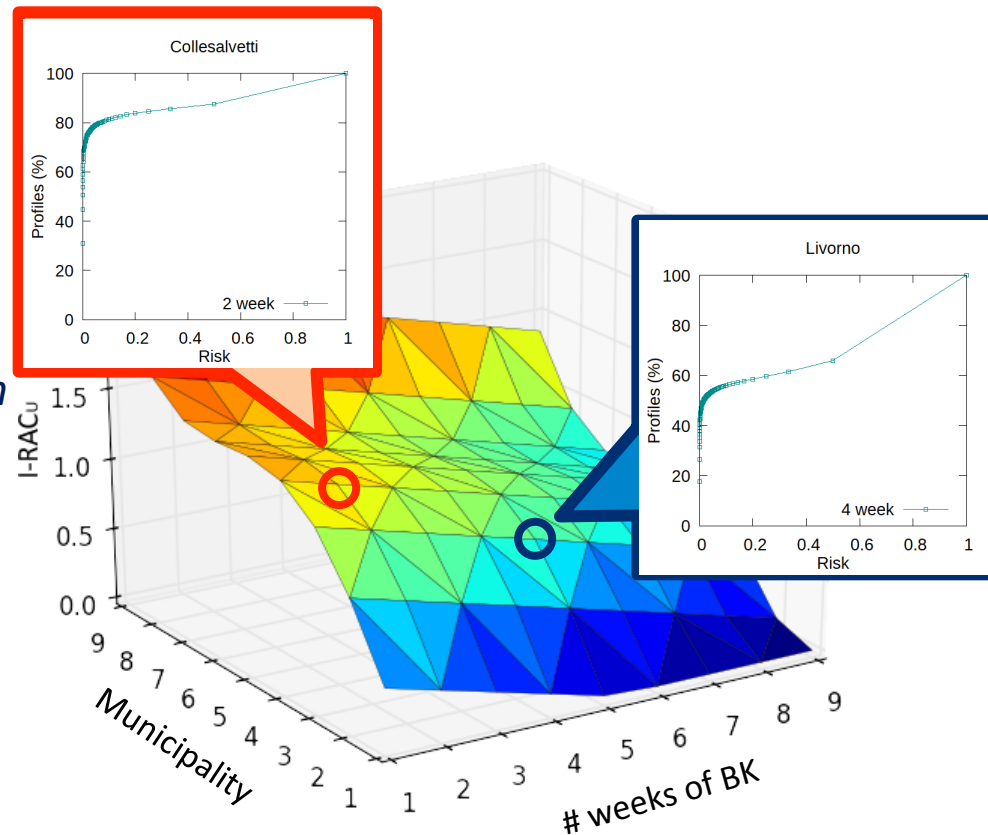 Collesalvetti
100
80
60
40
20
0
Profiles (%)
2 week
0 0.2 0.4 0.6 0.8 1
Risk
Livorno
100
80
60
40
20
0
Profiles (%)
4 week
0 0.2 0.4 0.6 0.8 1
Risk
n
I-RACU
1.5
1.0
0.5
0.0
9 8 7 6 5 4 3 2 1
Municipality
1 2 3 4 5 6 7 8 9
# weeks of BK